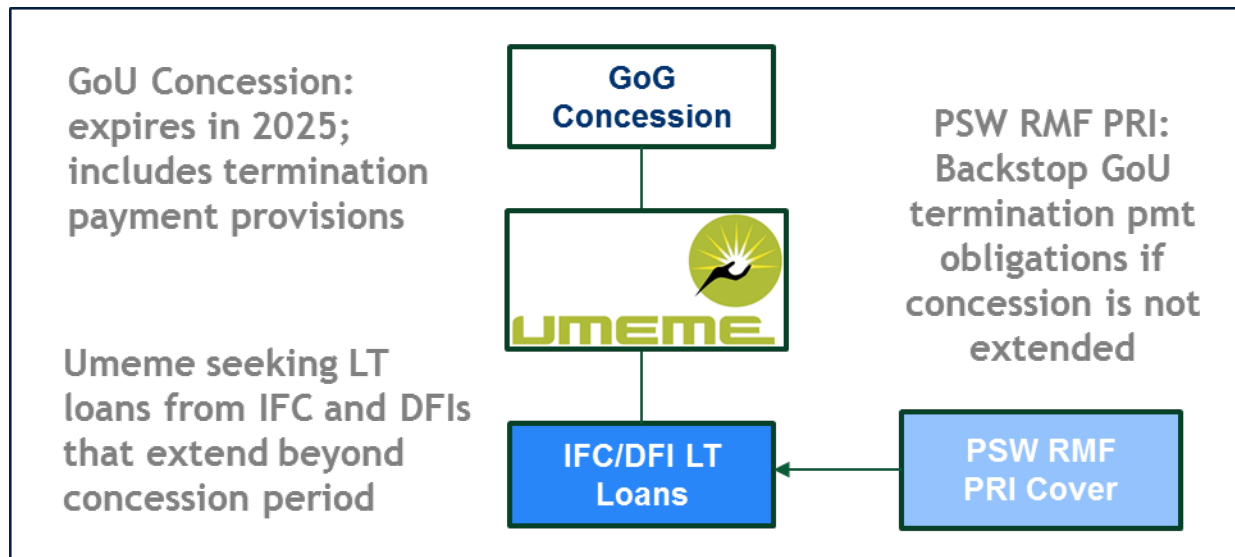 GoU Concession:
expires in 2025;
includes termination
payment provisions
GoG
Concession
PSW RMF PRI:
Backstop GoU
termination pmt
obligations if
concession is not
extended
UMEME
Umeme seeking LT
loans from IFC and DFIs
that extend beyond
concession period
IFC/DFI LT
Loans
PSW RMF
PRI Cover